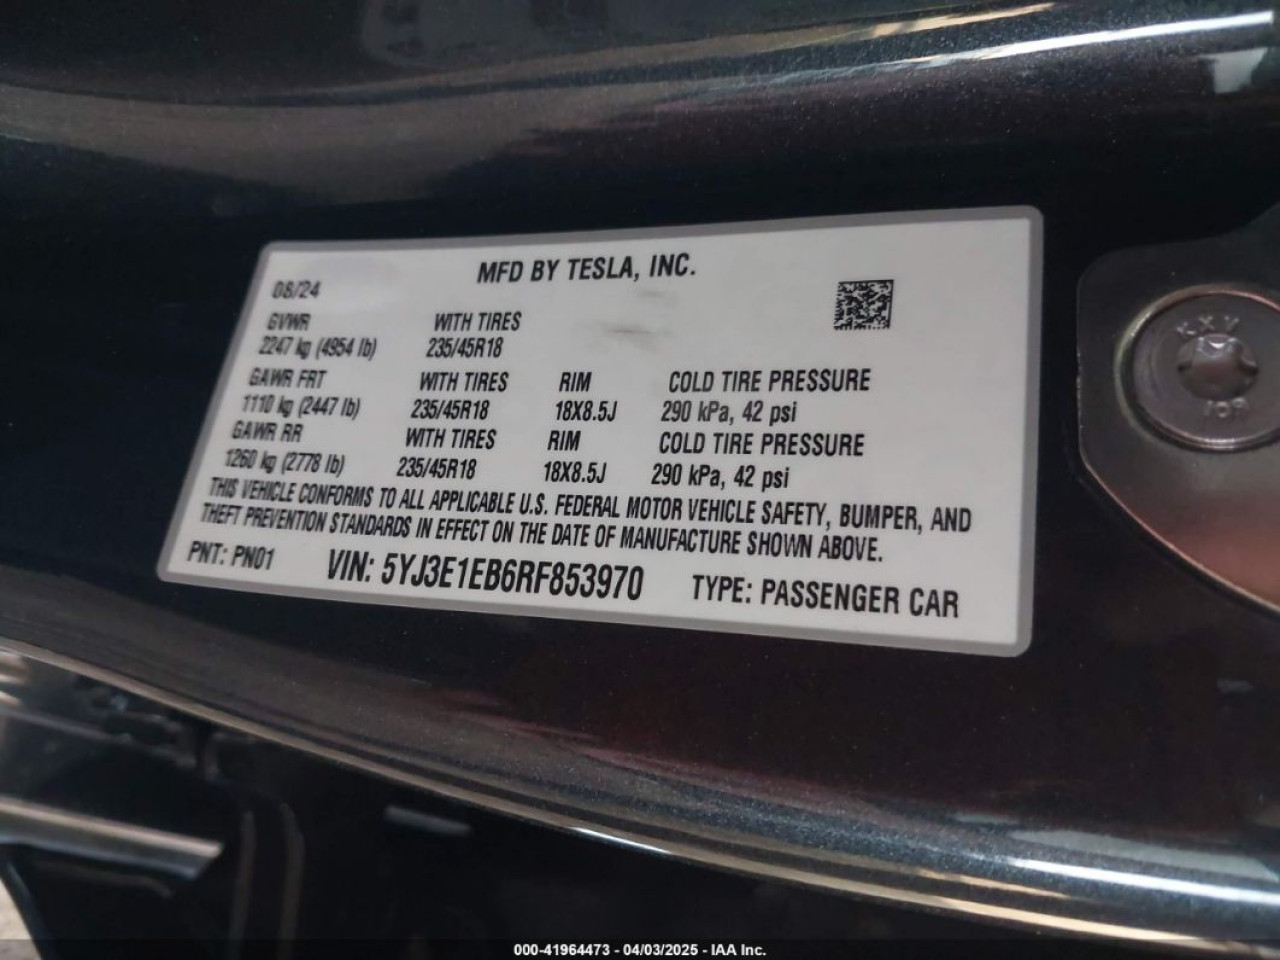 MFD BY TESLA, INC.
08/24
GVWR WITH TIRES
2247 kg (4954 lb) 235/45R18
GAWR FRT WITH TIRES RIM COLD TIRE PRESSURE
1110 kg (2447 lb) 235/45R18 18X8.5J 290 kPa, 42 psi
GAWR RR WITH TIRES RIM COLD TIRE PRESSURE
1260 kg (2778 lb) 235/45R18 18X8.5J 290 kPa, 42 psi
THIS VEHICLE CONFORMS TO ALL APPLICABLE U.S. FEDERAL MOTOR VEHICLE SAFETY, BUMPER, AND
THEFT PREVENTION STANDARDS IN EFFECT ON THE DATE OF MANUFACTURE SHOWN ABOVE.
PNT: PN01 VIN: 5YJ3E1EB6RF853970 TYPE: PASSENGER CAR
KXV
000-41964473 - 04/03/2025 - IAA Inc.